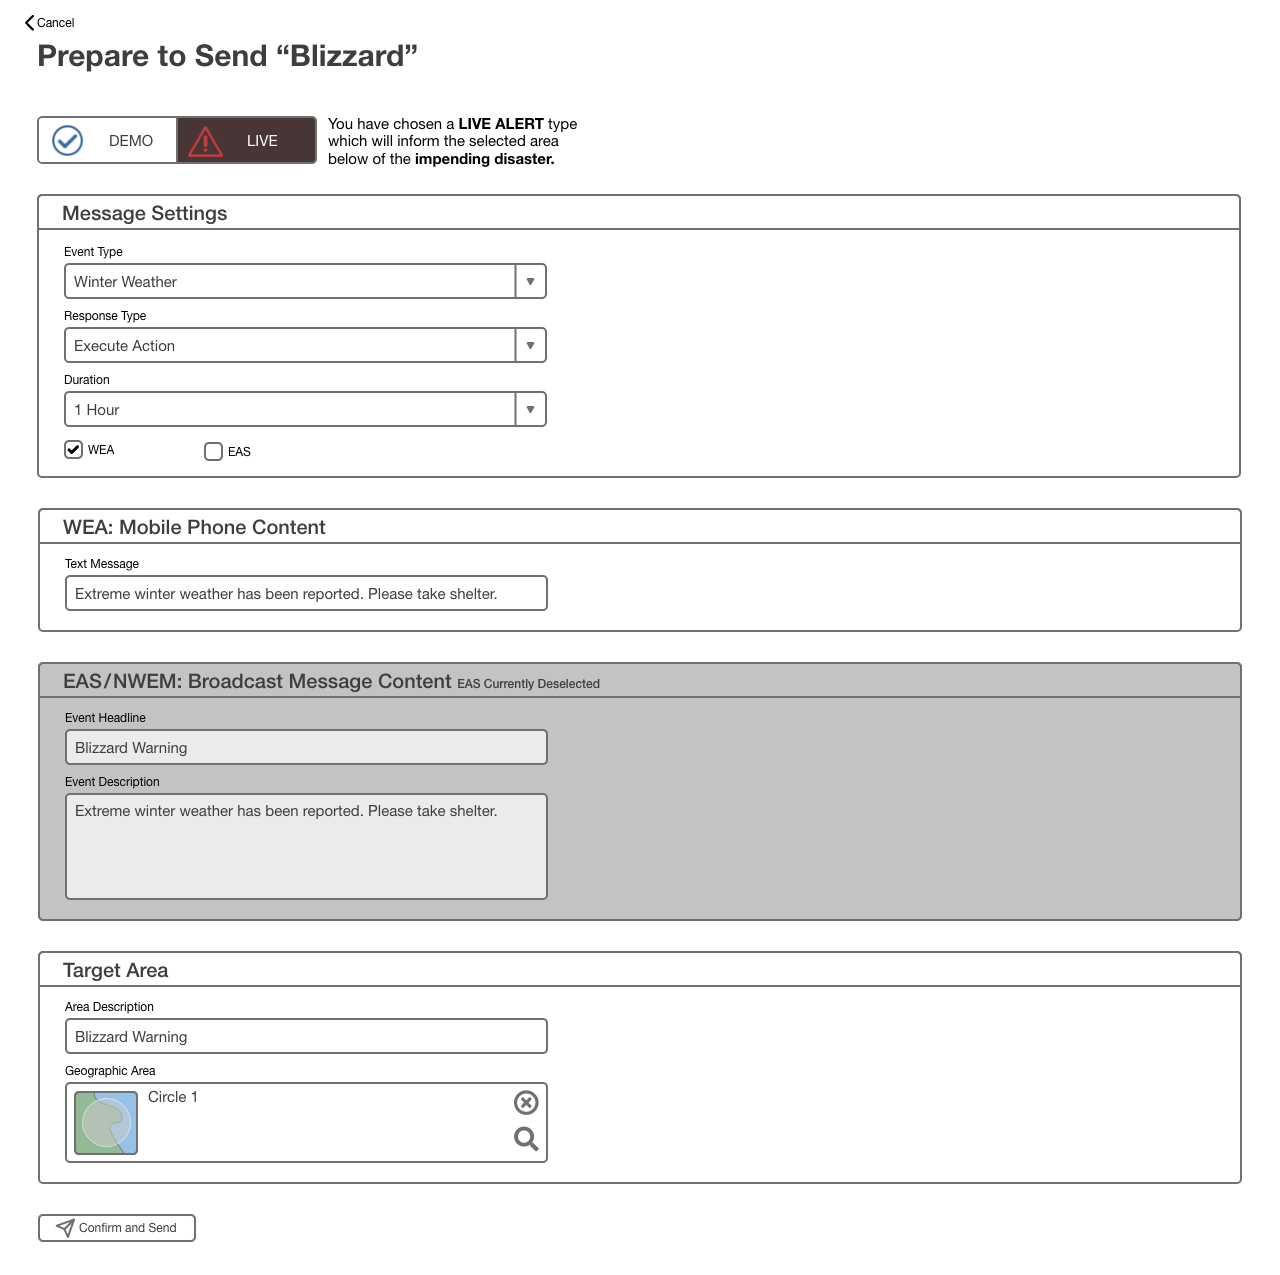 Cancel
Prepare to Send “Blizzard”
DEMO
LIVE
You have chosen a LIVE ALERT type
which will inform the selected area
below of the impending disaster.
Message Settings
Event Type
Winter Weather
Response Type
Execute Action
Duration
1 Hour
WEA
EAS
WEA: Mobile Phone Content
Text Message
Extreme winter weather has been reported. Please take shelter.
EAS/NWEM: Broadcast Message Content EAS Currently Deselected
Event Headline
Blizzard Warning
Event Description
Extreme winter weather has been reported. Please take shelter.
Target Area
Area Description
Blizzard Warning
Geographic Area
Circle 1
Confirm and Send